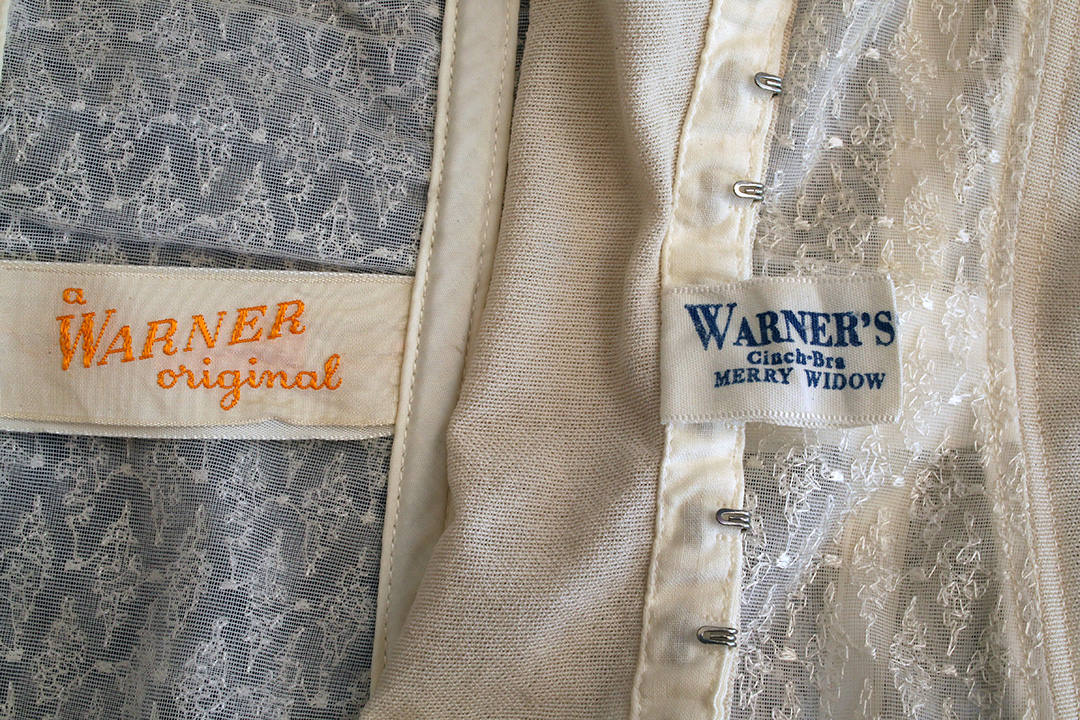 a
WARNER
original
WARNER'S
Cinch-Bra
MERRY WIDOW